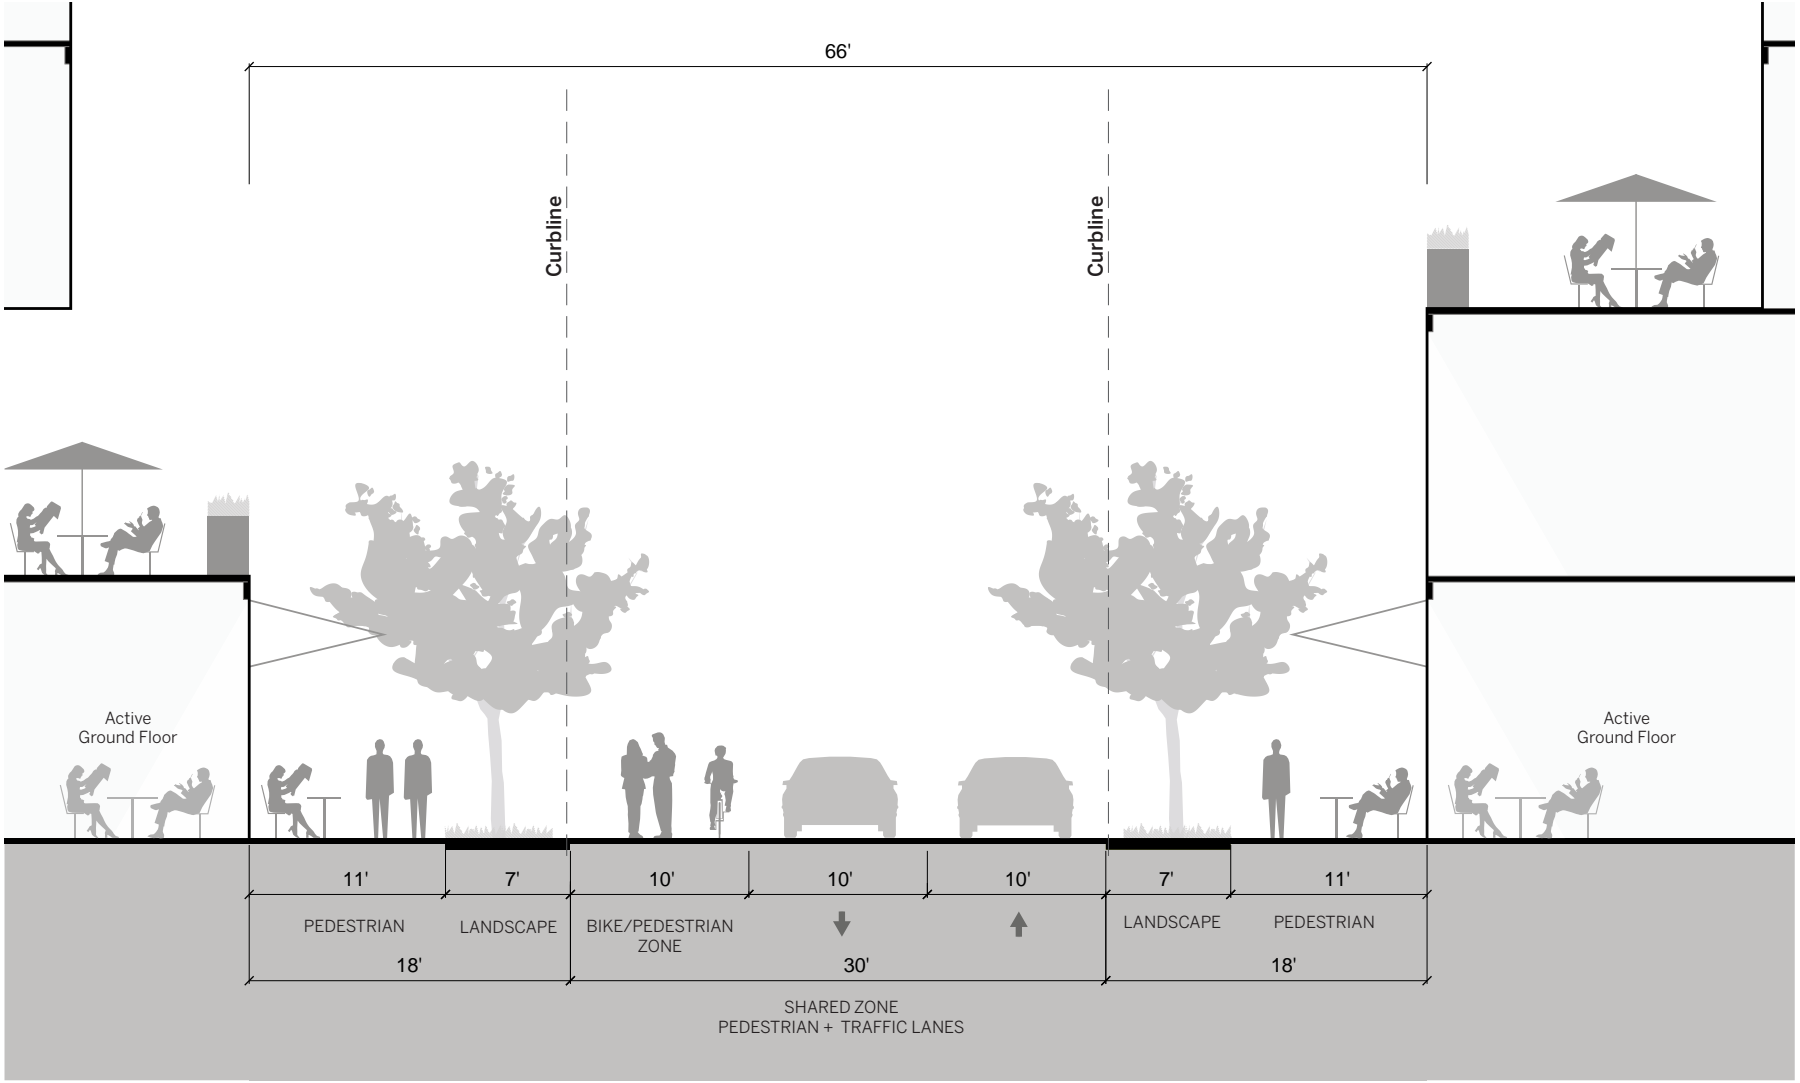 66'
Curbline
Curbline
Active
Ground Floor
Active
Ground Floor
11'
7'
10'
10'
10'
7'
11'
PEDESTRIAN
LANDSCAPE
BIKE/PEDESTRIAN
ZONE
LANDSCAPE
PEDESTRIAN
18'
30'
18'
SHARED ZONE
PEDESTRIAN + TRAFFIC LANES